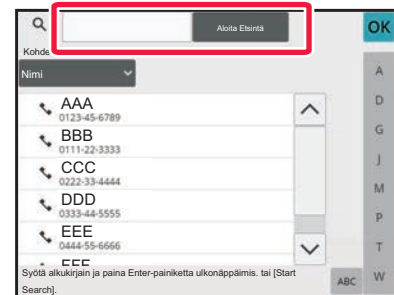 Aloita Etsintä
OK
Kohde
Nimi
A
AAA
0123-45-6789
D
BBB
0111-22-3333
G
CCC
0222-33-4444
J
DDD
0333-44-5555
M
EEE
0444-55-6666
P
FFF
T
Syötä alkukirjain ja paina Enter-painiketta ulkonäppäimis. tai [Start
Search].
ABC
W